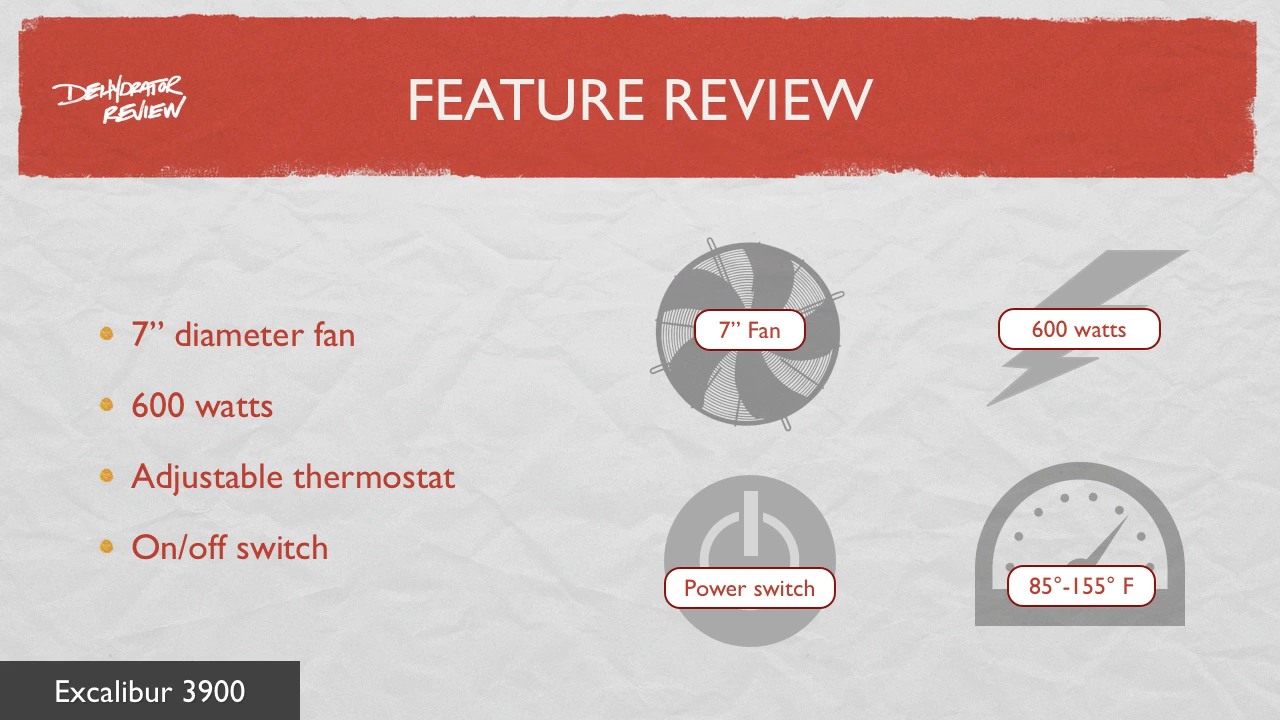 DEHYDRATOR
REVIEW
FEATURE REVIEW
7” diameter fan
600 watts
Adjustable thermostat
On/off switch
7” Fan
600 watts
Power switch
85°-155° F
Excalibur 3900